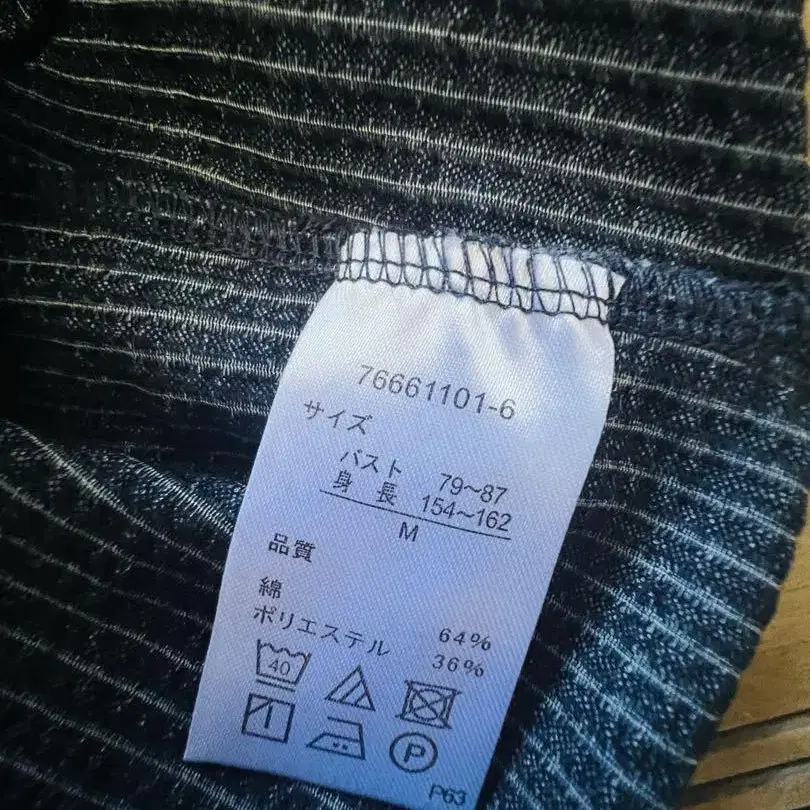 76661101-6
サイズ
バスト 79～87
身 長 154～162
M
品質
綿 64%
ポリエステル 36%
40
P
P63